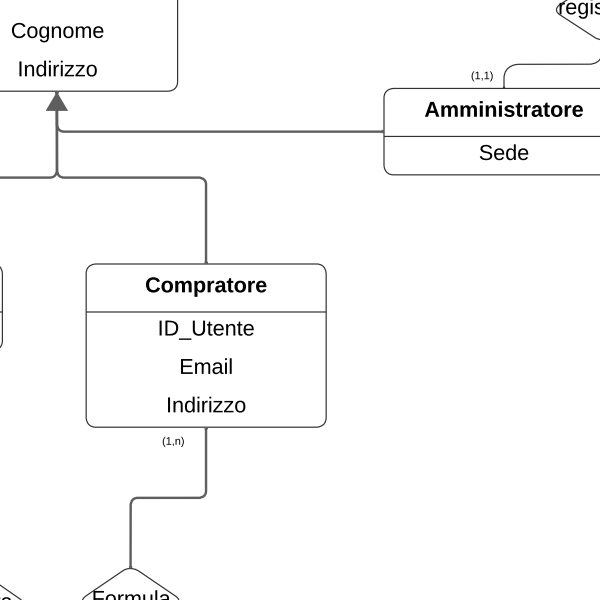 Cognome
Indirizzo
(1,1)
Amministratore
Sede
Compratore
ID_Utente
Email
Indirizzo
(1,n)
Formula